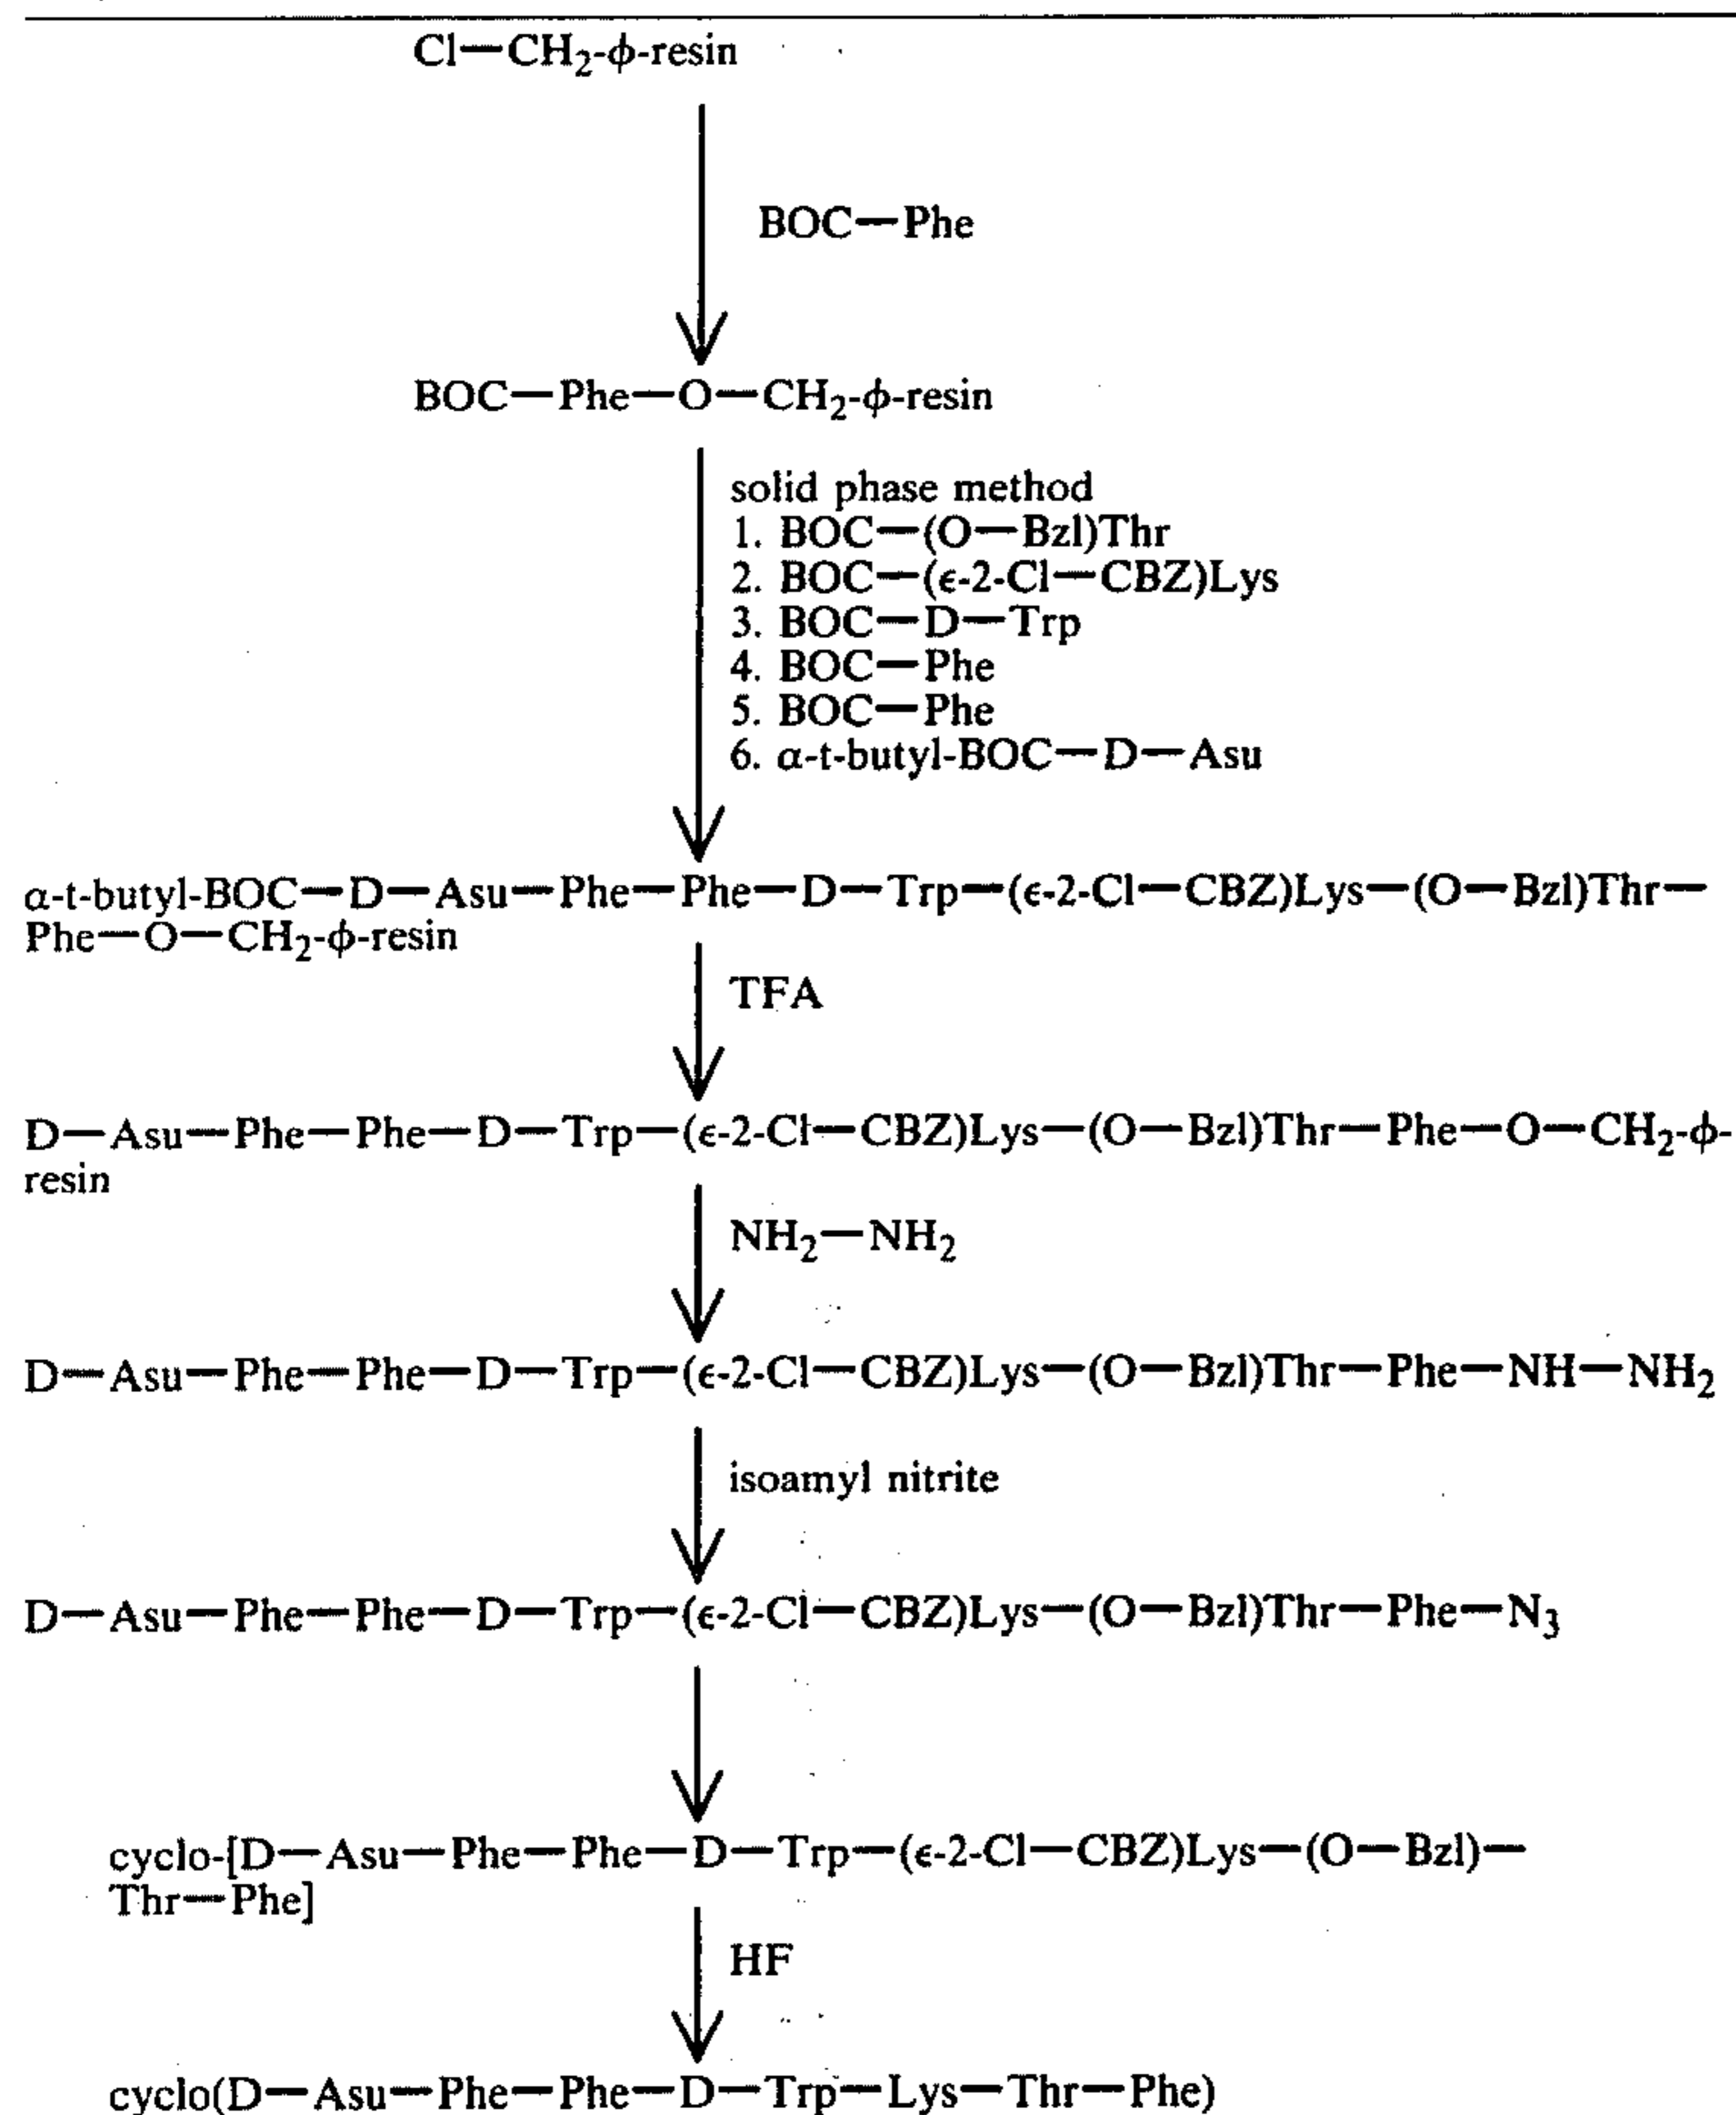 Cl—CH₂-ϕ-resin
BOC—Phe
BOC—Phe—O—CH₂-ϕ-resin
solid phase method
1. BOC—(O—Bzl)Thr
2. BOC—(ϵ-2-Cl—CBZ)Lys
3. BOC—D—Trp
4. BOC—Phe
5. BOC—Phe
6. α-t-butyl-BOC—D—Asu
α-t-butyl-BOC—D—Asu—Phe—Phe—D—Trp—(ϵ-2-Cl—CBZ)Lys—(O—Bzl)Thr—
Phe—O—CH₂-ϕ-resin
TFA
D—Asu—Phe—Phe—D—Trp—(ϵ-2-Cl—CBZ)Lys—(O—Bzl)Thr—Phe—O—CH₂-ϕ-
resin
NH₂—NH₂
D—Asu—Phe—Phe—D—Trp—(ϵ-2-Cl—CBZ)Lys—(O—Bzl)Thr—Phe—NH—NH₂
isoamyl nitrite
D—Asu—Phe—Phe—D—Trp—(ϵ-2-Cl—CBZ)Lys—(O—Bzl)Thr—Phe—N₃
cyclo-[D—Asu—Phe—Phe—D—Trp—(ϵ-2-Cl—CBZ)Lys—(O—Bzl)—
Thr—Phe]
HF
cyclo(D—Asu—Phe—Phe—D—Trp—Lys—Thr—Phe)